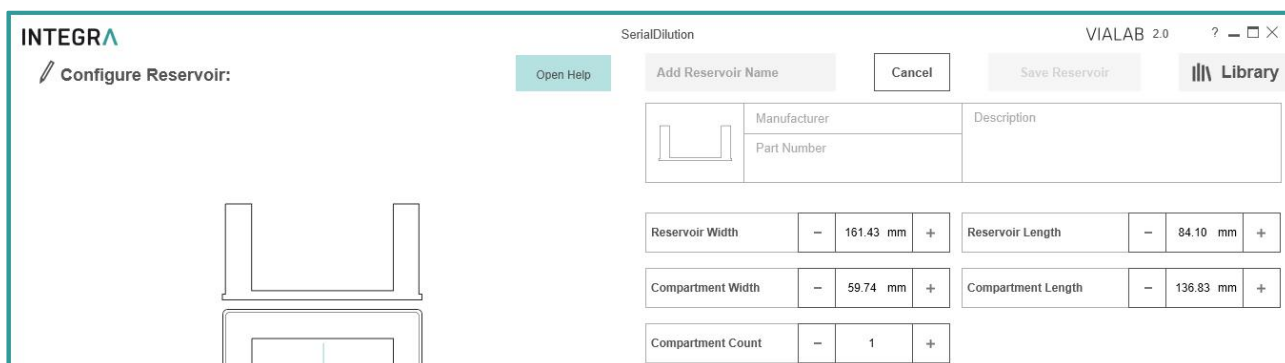 INTEGRA
SerialDilution
VIALAB 2.0 ?
Configure Reservoir:
Open Help
Add Reservoir Name
Cancel
Save Reservoir
Library
Manufacturer
Description
Part Number
Reservoir Width − 161.43 mm +
Reservoir Length − 84.10 mm +
Compartment Width − 59.74 mm +
Compartment Length − 136.83 mm +
Compartment Count − 1 +